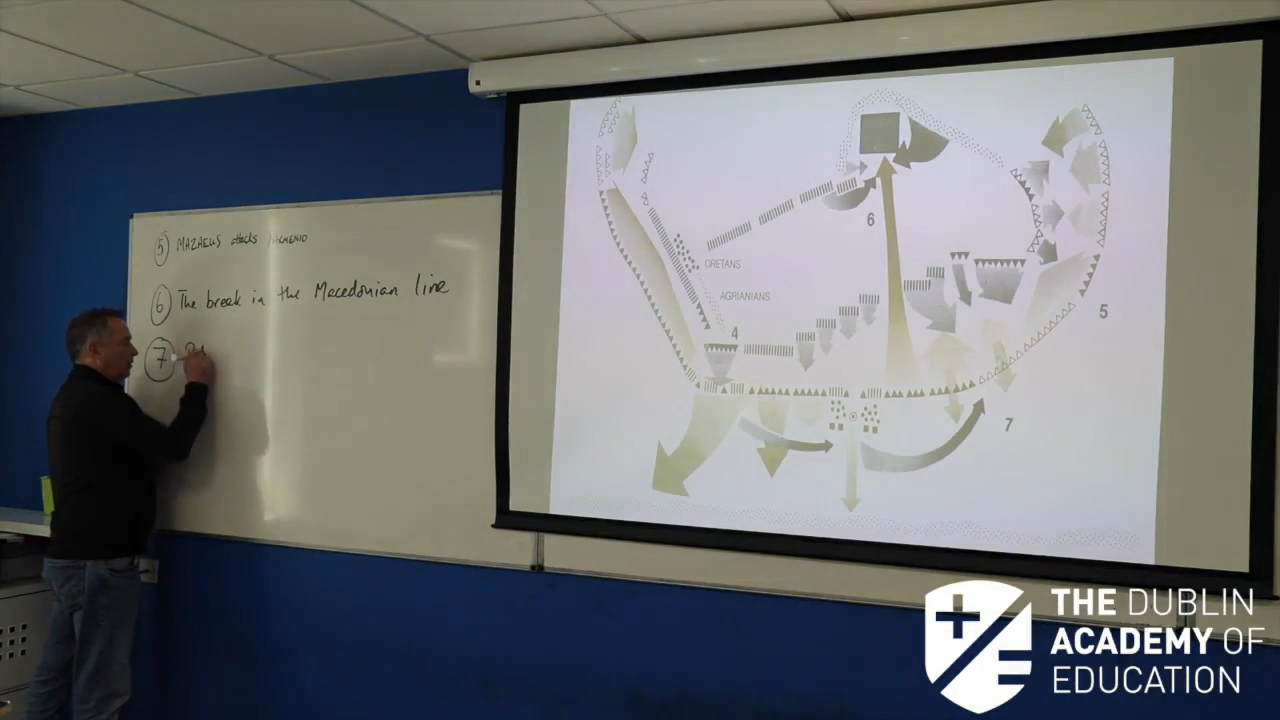 5 MAZAEUS attacks PARMENIO
6 The break in the Macedonian line
7
CRETANS
AGRIANIANS
4
5
6
7
THE DUBLIN
ACADEMY OF
EDUCATION